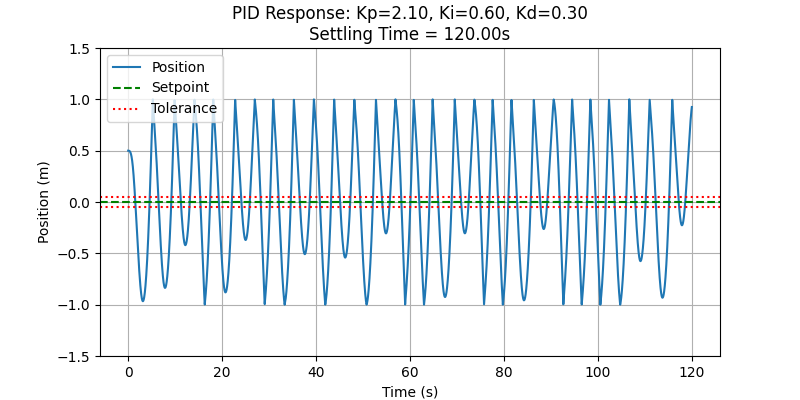 PID Response: Kp=2.10, Ki=0.60, Kd=0.30
Settling Time = 120.00s
Position
Setpoint
Tolerance
1.5
1.0
0.5
0.0
−0.5
−1.0
−1.5
Position (m)
0
20
40
60
80
100
120
Time (s)